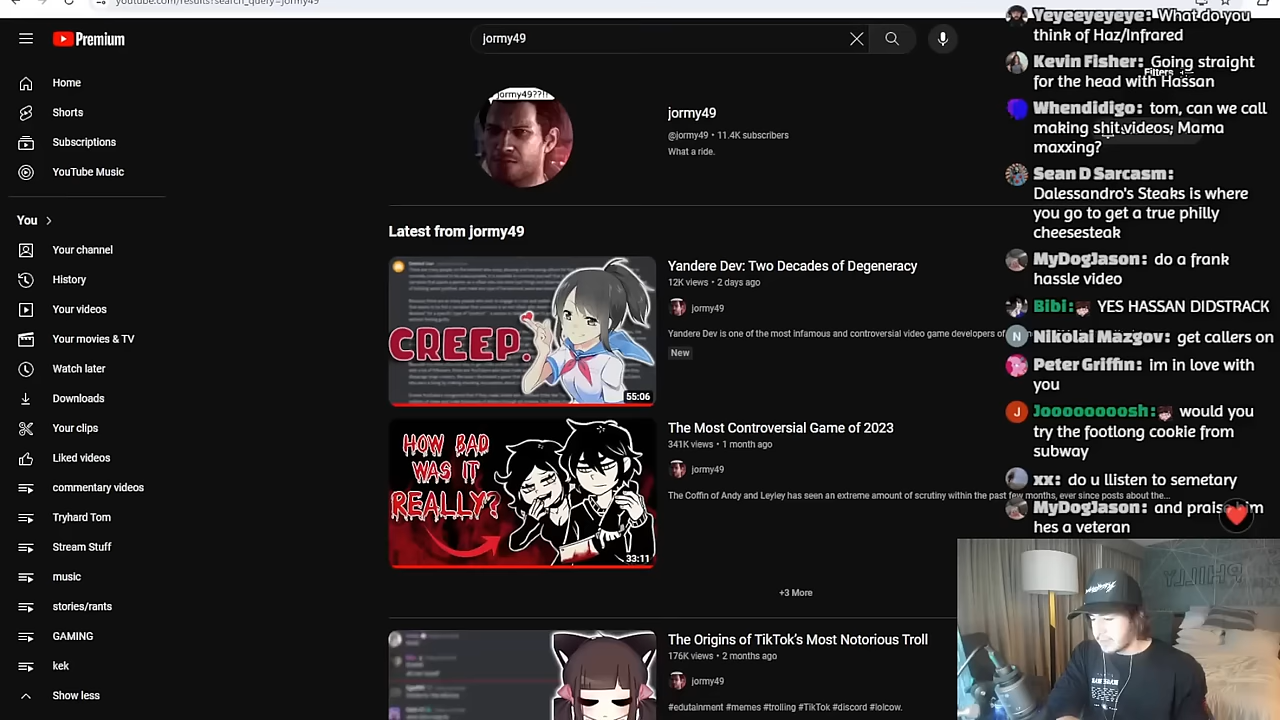 youtube.com/results?search_query=jormy49
Premium
jormy49
Home
Shorts
Subscriptions
YouTube Music
You
Your channel
History
Your videos
Your movies & TV
Watch later
Downloads
Your clips
Liked videos
commentary videos
Tryhard Tom
Stream Stuff
music
stories/rants
GAMING
kek
Show less
jormy49??!!
jormy49
@jormy49 • 11.4K subscribers
What a ride.
Filters
Latest from jormy49
CREEP.
55:06
Yandere Dev: Two Decades of Degeneracy
12K views • 2 days ago
jormy49
Yandere Dev is one of the most infamous and controversial video game developers of
New
HOW BAD
WAS IT
REALLY?
33:11
The Most Controversial Game of 2023
341K views • 1 month ago
jormy49
The Coffin of Andy and Leyley has seen an extreme amount of scrutiny within the past few months, ever since posts about the...
+3 More
The Origins of TikTok's Most Notorious Troll
176K views • 2 months ago
jormy49
#edutainment #memes #trolling #TikTok #discord #lolcow.
Yeyeeyeyeye: What do you
think of Haz/Infrared
Kevin Fisher: Going straight
for the head with Hassan
Whendidigo: tom, can we call
making shit videos, Mama
maxxing?
Sean D Sarcasm:
Dalessandro's Steaks is where
you go to get a true philly
cheesesteak
MyDogJason: do a frank
hassle video
Bibi: YES HASSAN DIDSTRACK
N
Nikolai Mazgov: get callers on
Peter Griffin: im in love with
you
J
Joooooooosh: would you
try the footlong cookie from
subway
xx: do u llisten to semetary
MyDogJason: and praise him
hes a veteran
PHILLY